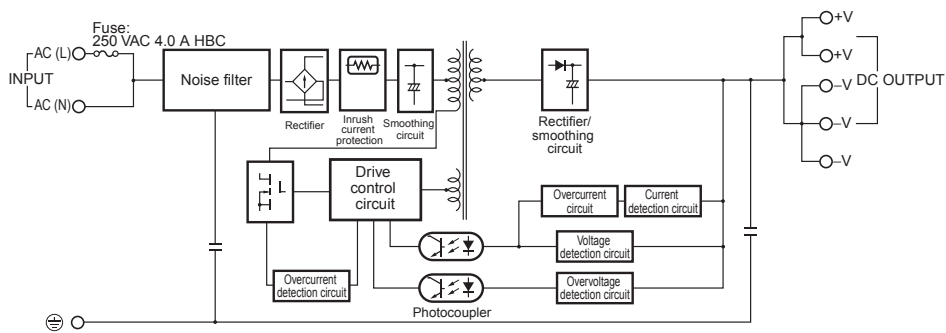 Fuse:
250 VAC 4.0 A HBC
AC (L)
INPUT
AC (N)
Noise filter
Rectifier
Inrush
current
protection
Smoothing
circuit
Rectifier/
smoothing
circuit
+V
+V
DC OUTPUT
–V
–V
–V
Drive
control
circuit
Overcurrent
circuit
Current
detection circuit
Voltage
detection circuit
Overcurrent
detection circuit
Overvoltage
detection circuit
Photocoupler